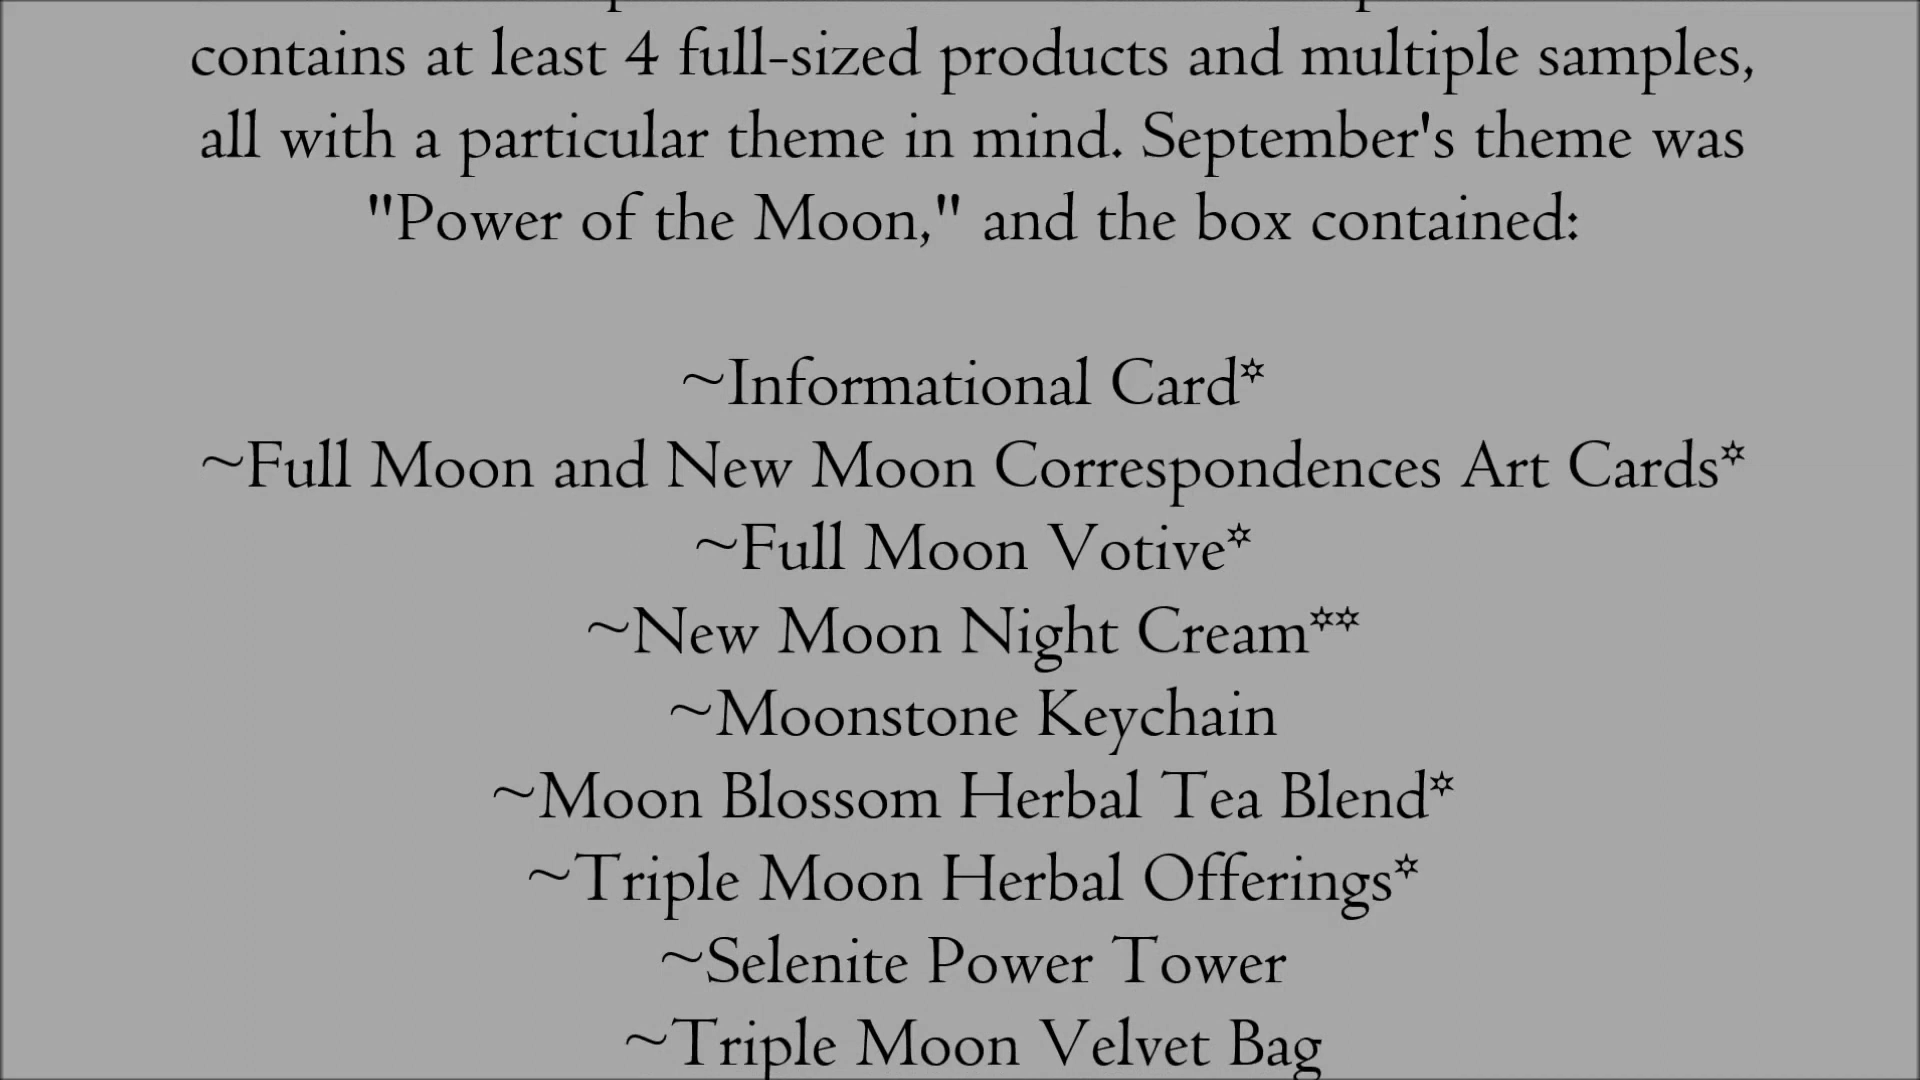 contains at least 4 full-sized products and multiple samples,
all with a particular theme in mind. September's theme was
"Power of the Moon," and the box contained:
~Informational Card*
~Full Moon and New Moon Correspondences Art Cards*
~Full Moon Votive*
~New Moon Night Cream**
~Moonstone Keychain
~Moon Blossom Herbal Tea Blend*
~Triple Moon Herbal Offerings*
~Selenite Power Tower
~Triple Moon Velvet Bag